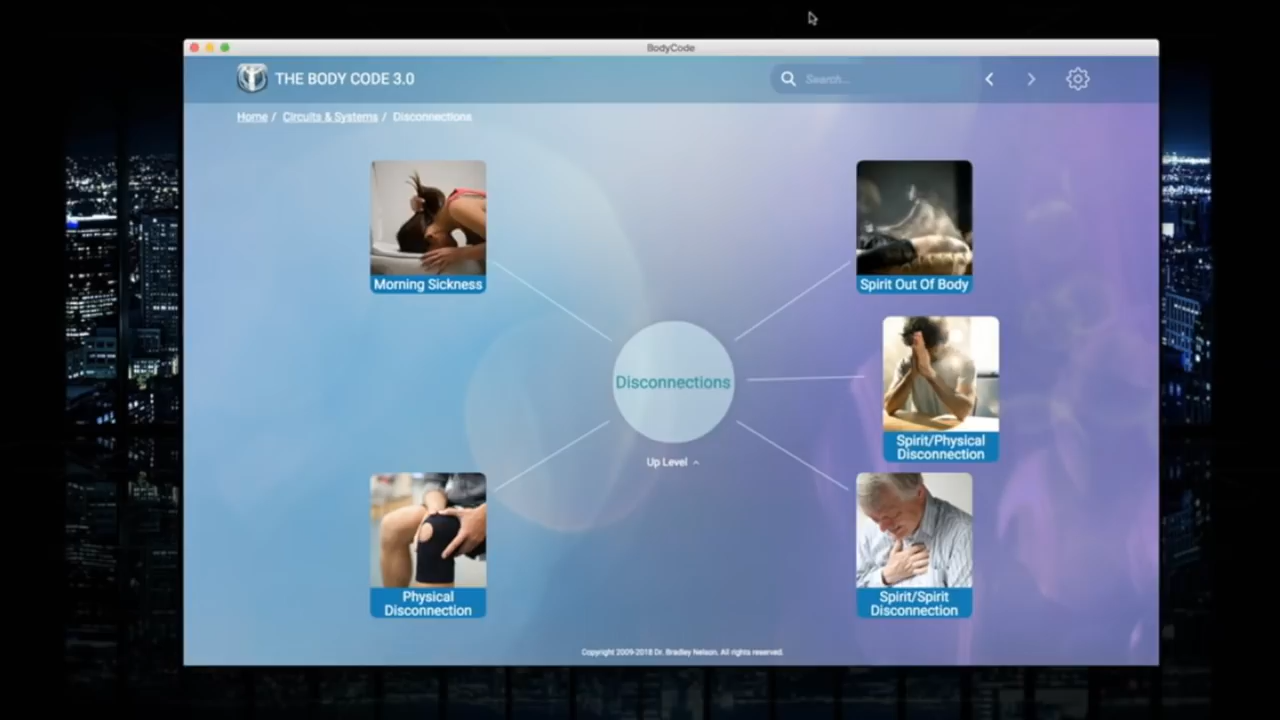 BodyCode
THE BODY CODE 3.0
Search...
Home / Circuits & Systems / Disconnections
Morning Sickness
Spirit Out Of Body
Disconnections
Spirit/Physical
Disconnection
Up Level
Physical
Disconnection
Spirit/Spirit
Disconnection
Copyright 2009-2018 Dr. Bradley Nelson. All rights reserved.